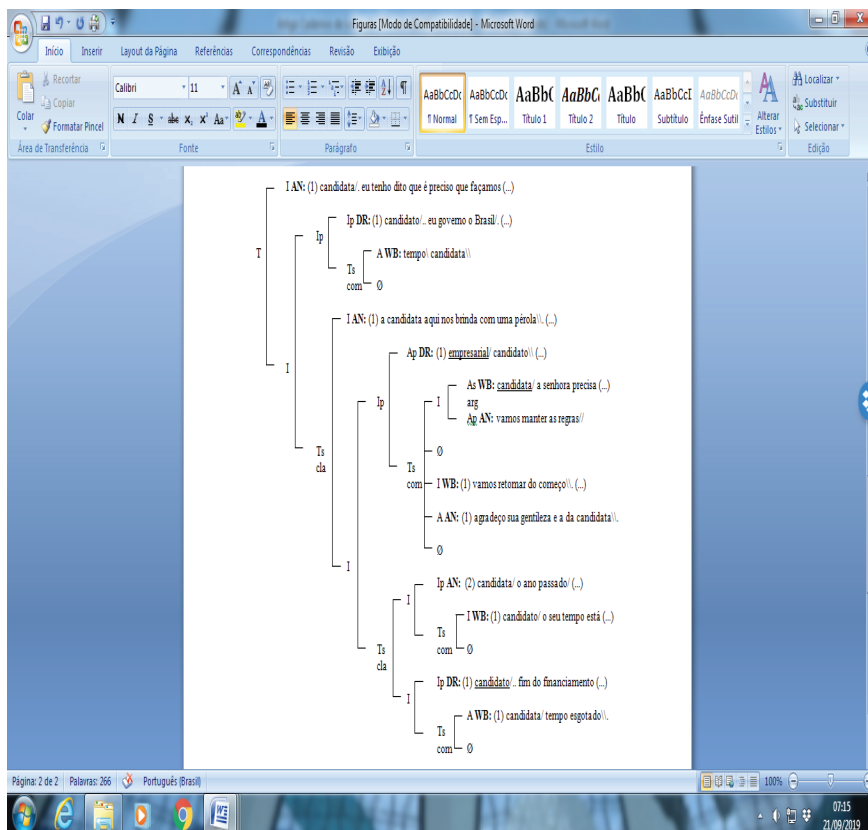 Figuras [Modo de Compatibilidade] - Microsoft Word
Início Inserir Layout da Página Referências Correspondências Revisão Exibição
Colar
Recortar
Copiar
Formatar Pincel
Área de Transferência
Calibri 11
N I S abc x₂ x² Aa A
Fonte
Parágrafo
AaBbCcDc AaBbCcDc AaBbC AaBbCc AaBbC AaBbCcI AaBbCcDc
¶ Normal ¶ Sem Esp... Título 1 Título 2 Título Subtítulo Ênfase Sutil
Alterar Estilos
Estilo
Localizar
Substituir
Selecionar
Edição
I AN: (1) candidata/. eu tenho dito que é preciso que façamos (...)
Ip DR: (1) candidato/.. eu governo o Brasil/. (...)
Ip
T
A WB: tempo\ candidata\\
Ts
com Ø
I AN: (1) a candidata aqui nos brinda com uma pérola\\. (...)
Ap DR: (1) empresarial/ candidato\\ (...)
I
As WB: candidata/ a senhora precisa (...)
Ip I arg
Ap AN: vamos manter as regras//
Ts Ø
cla
Ts
com I WB: (1) vamos retomar do começo\\. (...)
A AN: (1) agradeço sua gentileza e a da candidata\\.
Ø
I
Ip AN: (2) candidata/ o ano passado/ (...)
I
I WB: (1) candidato/ o seu tempo está (...)
Ts
com Ø
Ts
cla
Ip DR: (1) candidato/.. fim do financiamento (...)
I
A WB: (1) candidata/ tempo esgotado\\.
Ts
com Ø
Página: 2 de 2 Palavras: 266 Português (Brasil) 100%
07:15
21/09/2019